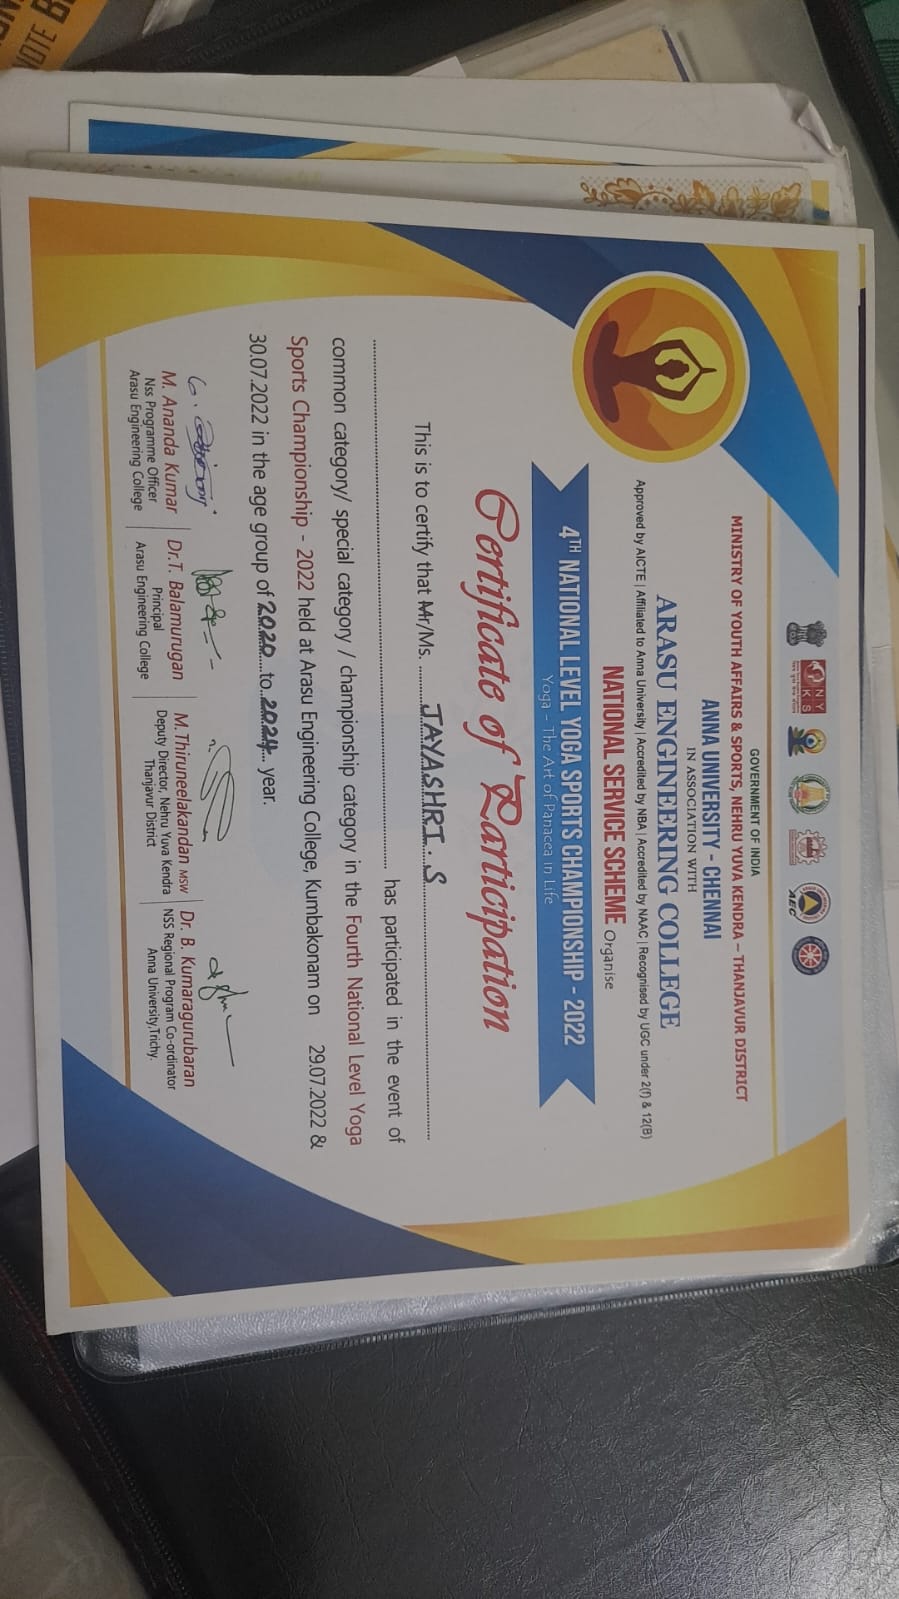 NOTE B
GOVERNMENT OF INDIA
MINISTRY OF YOUTH AFFAIRS & SPORTS, NEHRU YUVA KENDRA – THANJAVUR DISTRICT
ANNA UNIVERSITY - CHENNAI
IN ASSOCIATION WITH
ARASU ENGINEERING COLLEGE
Approved by AICTE | Affiliated to Anna University | Accredited by NBA | Accredited by NAAC | Recognised by UGC under 2(f) & 12(B)
NATIONAL SERVICE SCHEME Organise
4TH NATIONAL LEVEL YOGA SPORTS CHAMPIONSHIP - 2022
Yoga – The Art of Panacea in Life
Certificate of Participation
This is to certify that Mr/Ms. JAYASHRI. S
has participated in the event of
common category/ special category / championship category in the Fourth National Level Yoga
Sports Championship - 2022 held at Arasu Engineering College, Kumbakonam on 29.07.2022 &
30.07.2022 in the age group of 2020 to 2024 year.
M. Ananda Kumar
Nss Programme Officer
Arasu Engineering College
Dr.T. Balamurugan
Principal
Arasu Engineering College
M.Thiruneelakandan MSW
Deputy Director, Nehru Yuva Kendra
Thanjavur District
Dr. B. Kumaragurubaran
NSS Regional Program Co-ordinator
Anna University,Trichy.
NYKS
AEC